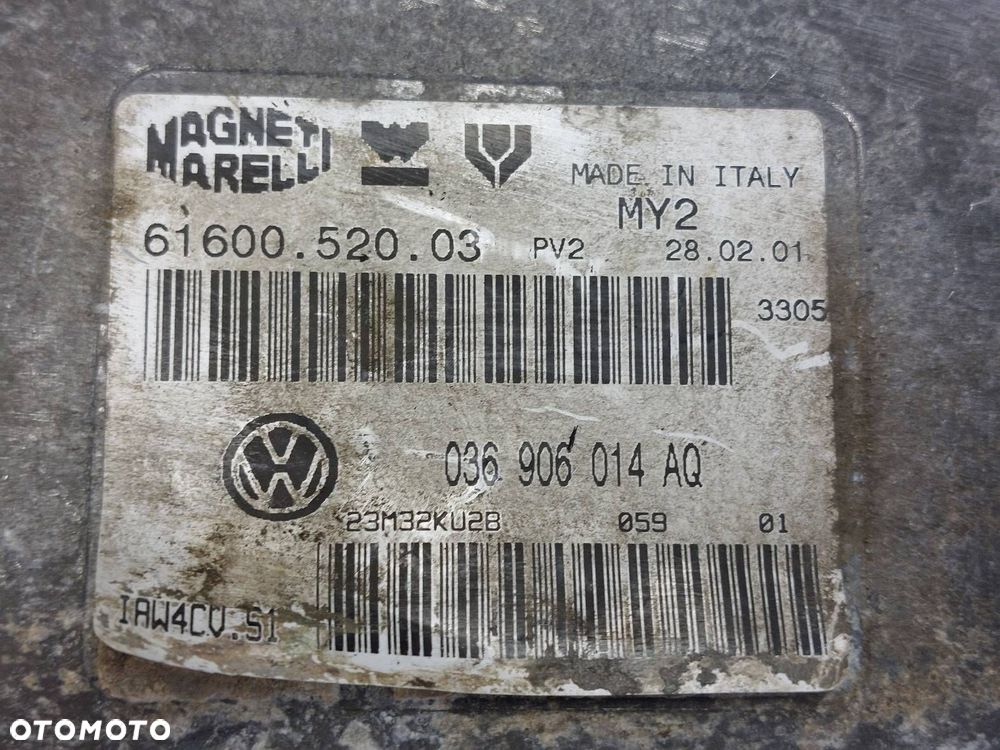 MAGNETI
MARELLI
MADE IN ITALY
MY2
61600.520.03 PV2 28.02.01
3305
036 906 014 AQ
23M32KU2B 059 01
IAW4CV.S1
OTOMOTO